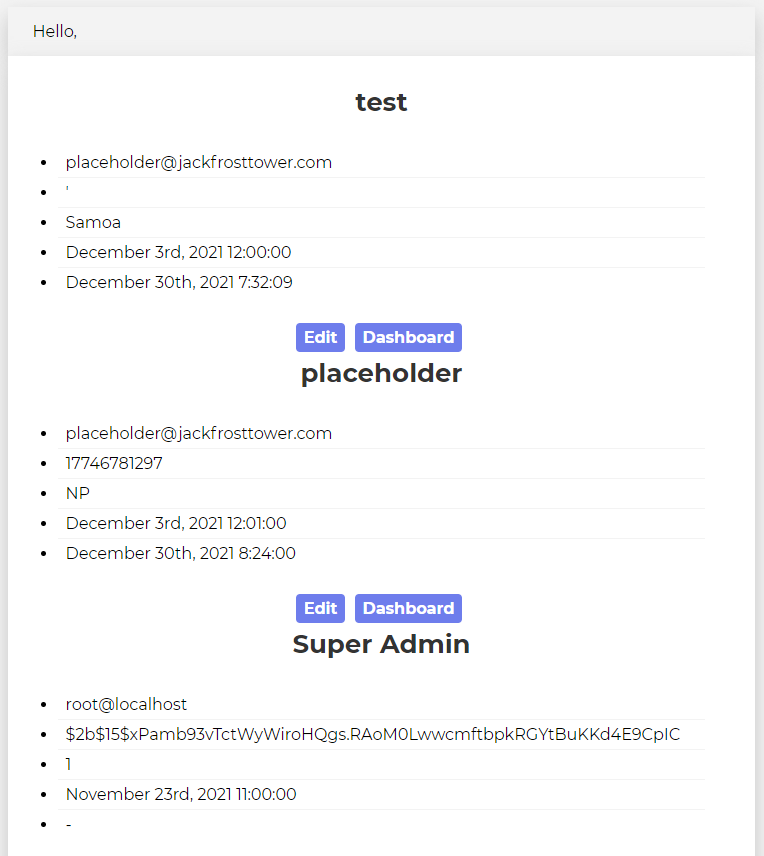 Hello,
test
placeholder@jackfrosttower.com
'
Samoa
December 3rd, 2021 12:00:00
December 30th, 2021 7:32:09
Edit Dashboard
placeholder
placeholder@jackfrosttower.com
17746781297
NP
December 3rd, 2021 12:01:00
December 30th, 2021 8:24:00
Edit Dashboard
Super Admin
root@localhost
$2b$15$xPamb93vTctWyWiroHQgs.RAoM0LwwcmftbpkRGYtBuKKd4E9CpIC
1
November 23rd, 2021 11:00:00
-